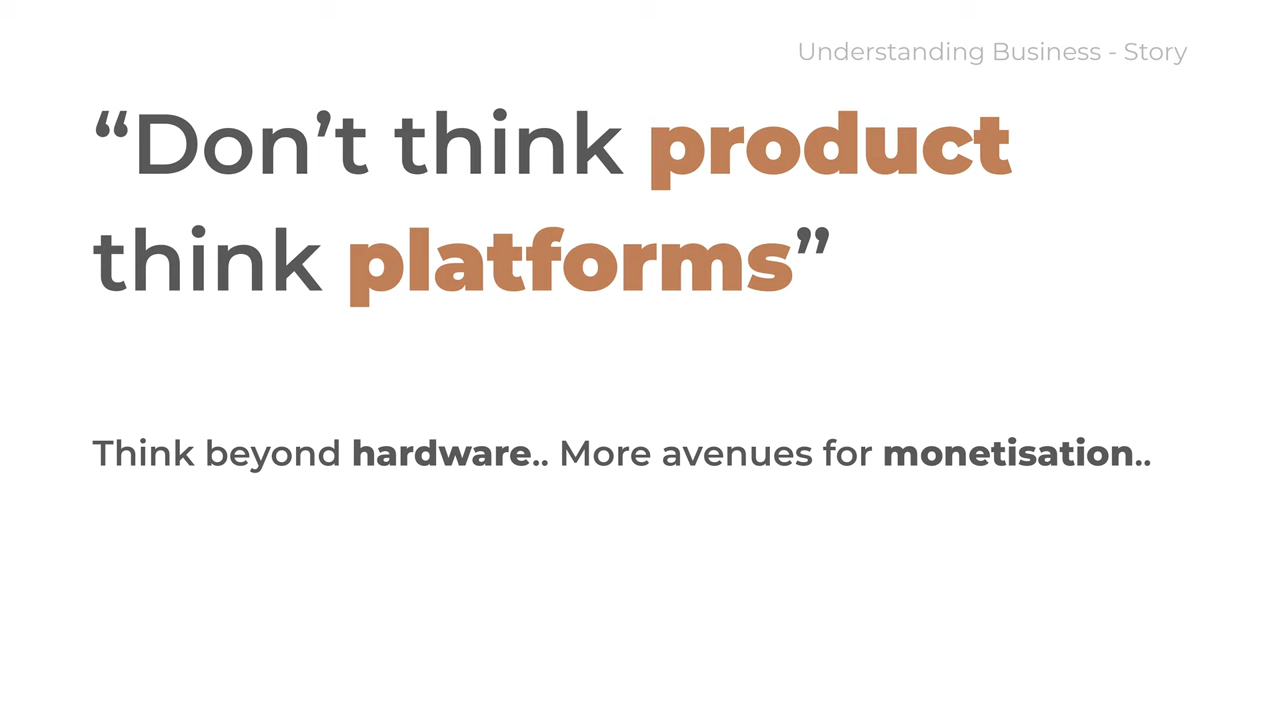 Understanding Business - Story
“Don’t think product
think platforms”
Think beyond hardware.. More avenues for monetisation..